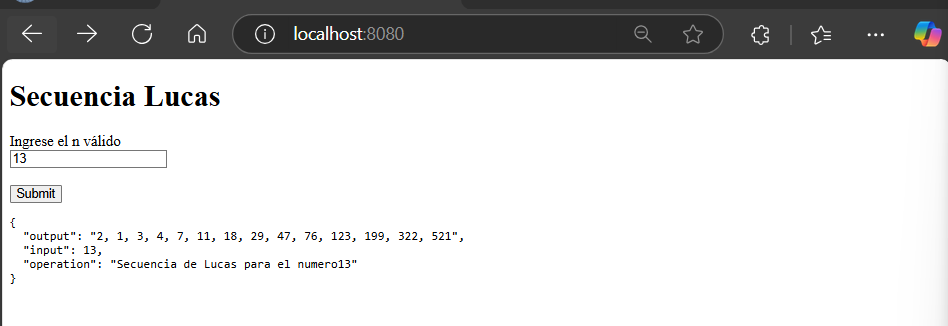 localhost:8080
Secuencia Lucas
Ingrese el n válido
13
Submit
{
  "output": "2, 1, 3, 4, 7, 11, 18, 29, 47, 76, 123, 199, 322, 521",
  "input": 13,
  "operation": "Secuencia de Lucas para el numero13"
}